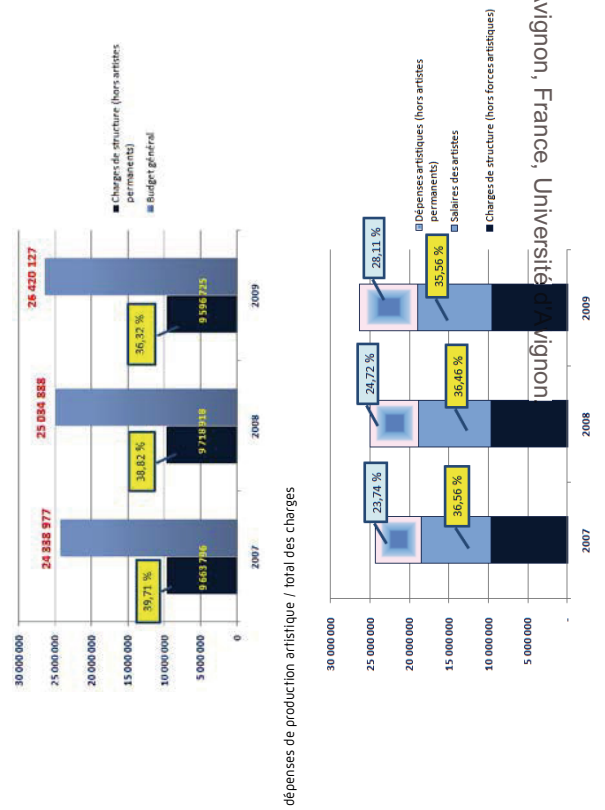 30 000 000
25 000 000
20 000 000
15 000 000
10 000 000
5 000 000
0
24 338 977
25 034 888
26 420 127
39,71 %
38,82 %
36,32 %
9 663 796
9 718 918
9 596 725
2007
2008
2009
Charges de structure (hors artistes
permanents)
Budget général
dépenses de production artistique / total des charges
30 000 000
25 000 000
20 000 000
15 000 000
10 000 000
5 000 000
-
23,74 %
24,72 %
28,11 %
36,56 %
36,46 %
35,56 %
2007
2008
2009
Dépenses artistiques (hors artistes
permanents)
Salaires des artistes
Charges de structure (hors forces artistiques)
Avignon, France, Université d'Avignon